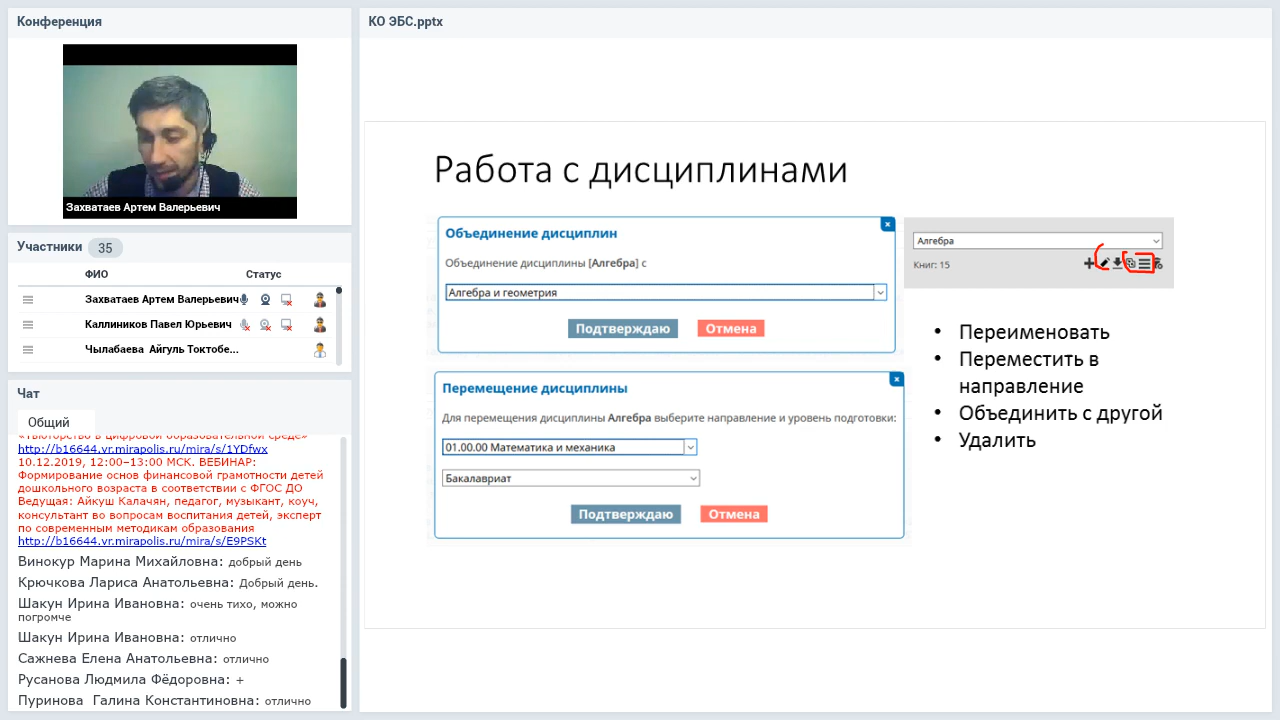 Конференция
Захватаев Артем Валерьевич
Участники 35
ФИО Статус
Захватаев Артем Валерьевич
Каллиников Павел Юрьевич
Чылабаева Айгуль Токтобе...
Чат
Общий
«Тьюторство в цифровой образовательной среде»
http://b16644.vr.mirapolis.ru/mira/s/1YDfwx
10.12.2019, 12:00–13:00 МСК. ВЕБИНАР:
Формирование основ финансовой грамотности детей
дошкольного возраста в соответствии с ФГОС ДО
Ведущая: Айкуш Калачян, педагог, музыкант, коуч,
консультант во вопросам воспитания детей, эксперт
по современным методикам образования
http://b16644.vr.mirapolis.ru/mira/s/E9PSKt
Винокур Марина Михайловна: добрый день
Крючкова Лариса Анатольевна: Добрый день.
Шакун Ирина Ивановна: очень тихо, можно
погромче
Шакун Ирина Ивановна: отлично
Сажнева Елена Анатольевна: отлично
Русанова Людмила Фёдоровна: +
Пуринова Галина Константиновна: отлично
КО ЭБС.pptx
Работа с дисциплинами
Объединение дисциплин
Объединение дисциплины [Алгебра] с
Алгебра и геометрия
Подтверждаю Отмена
Перемещение дисциплины
Для перемещения дисциплины Алгебра выберите направление и уровень подготовки:
01.00.00 Математика и механика
Бакалавриат
Подтверждаю Отмена
Алгебра
Книг: 15
• Переименовать
• Переместить в
направление
• Объединить с другой
• Удалить